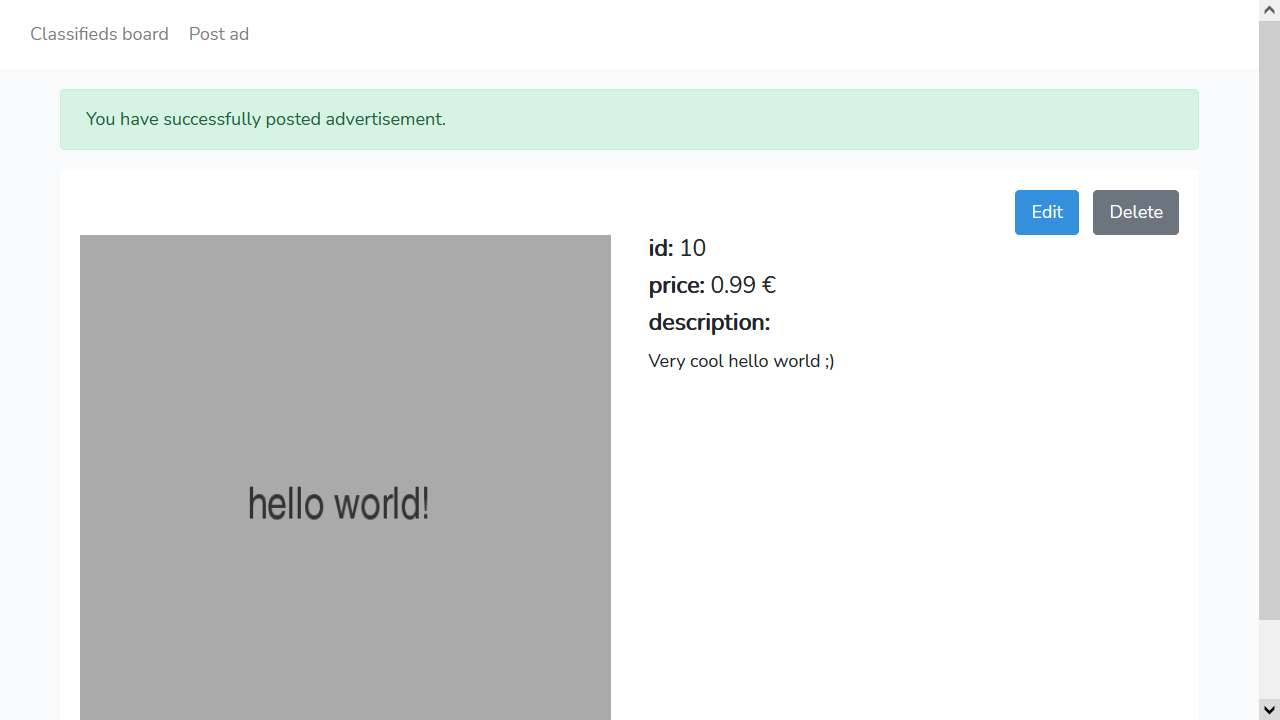 Classifieds board Post ad
You have successfully posted advertisement.
Edit Delete
id: 10
price: 0.99 €
description:
Very cool hello world ;)
hello world!